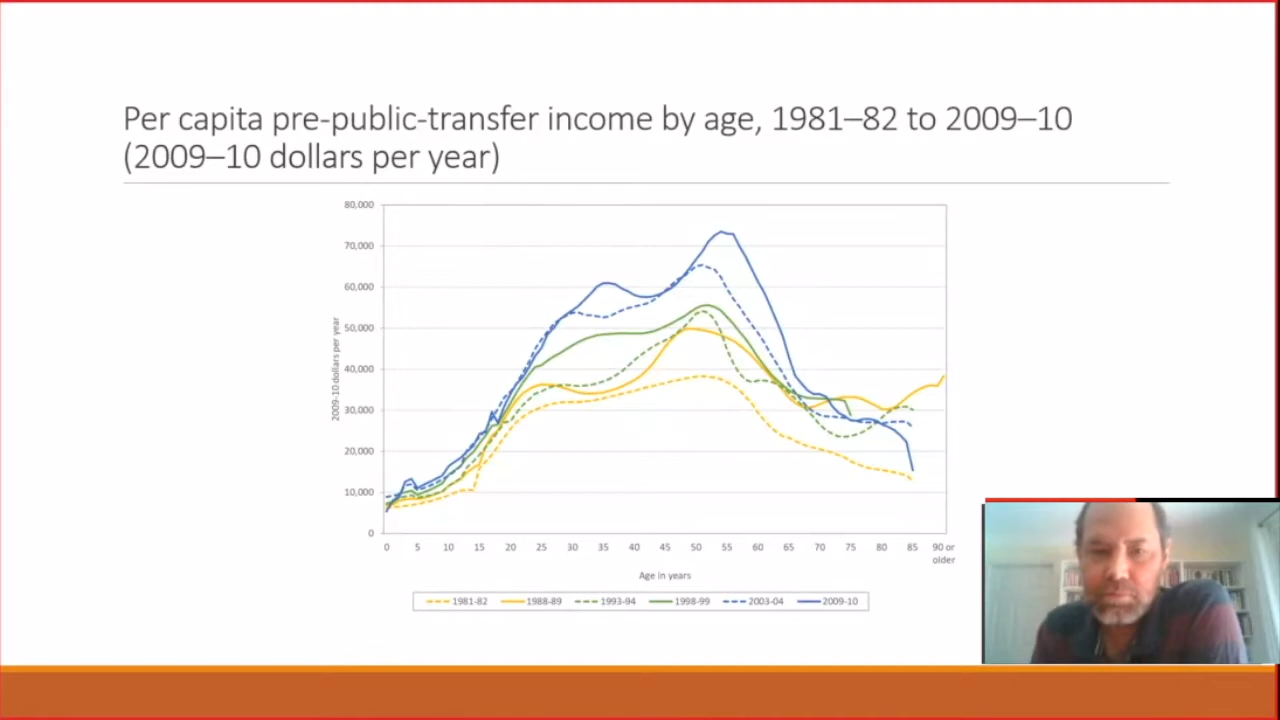 Per capita pre-public-transfer income by age, 1981–82 to 2009–10
(2009–10 dollars per year)
80,000
70,000
60,000
50,000
40,000
30,000
20,000
10,000
0
2009-10 dollars per year
0 5 10 15 20 25 30 35 40 45 50 55 60 65 70 75 80 85 90 or
older
Age in years
1981-82 1988-89 1993-94 1998-99 2003-04 2009-10